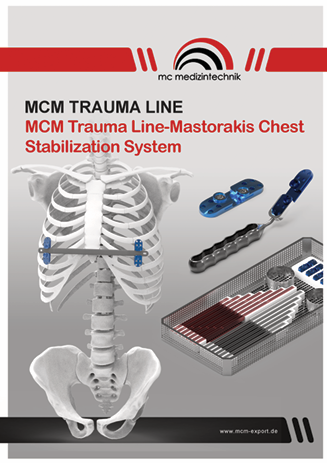 mc medizintechnik
MCM TRAUMA LINE
MCM Trauma Line-Mastorakis Chest
Stabilization System
www.mcm-export.de